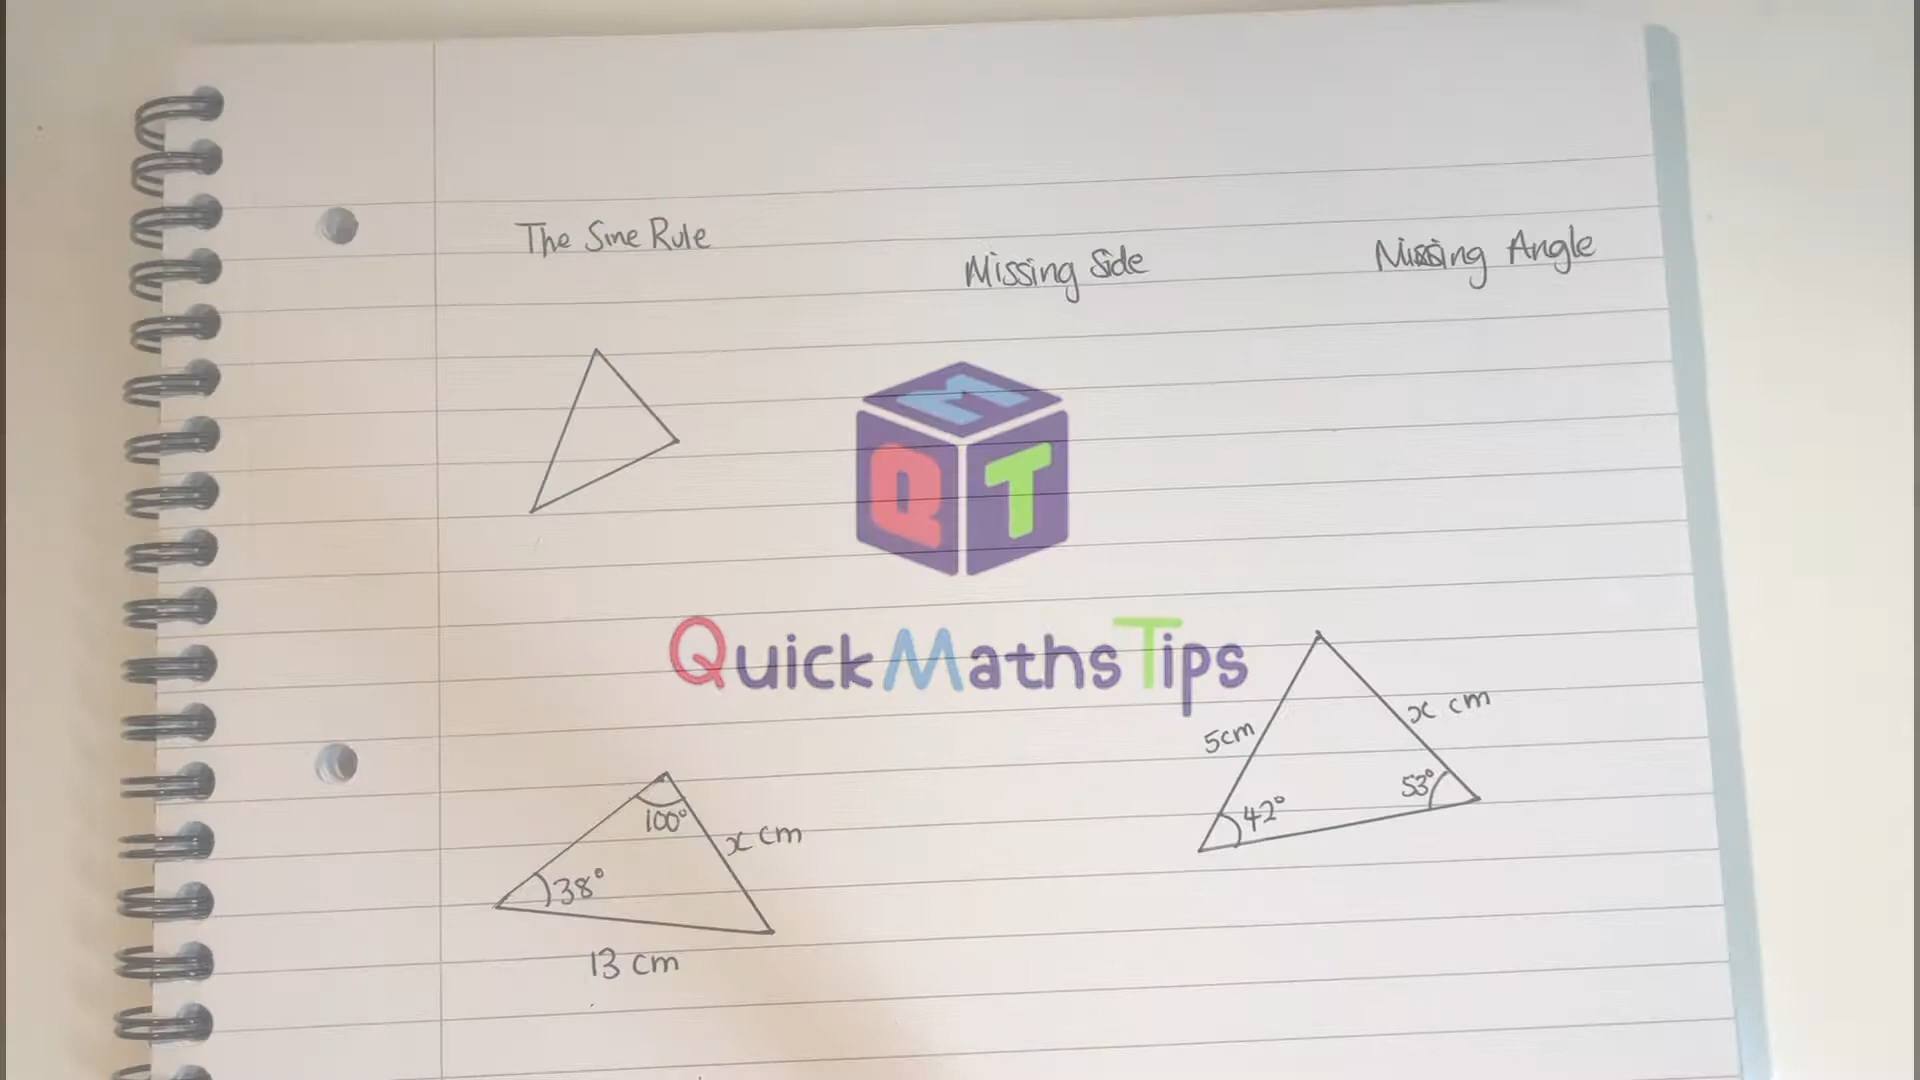 The Sine Rule
Missing Side
Missing Angle
M
Q T
QuickMathsTips
5cm
x cm
53°
42°
100°
x cm
38°
13 cm